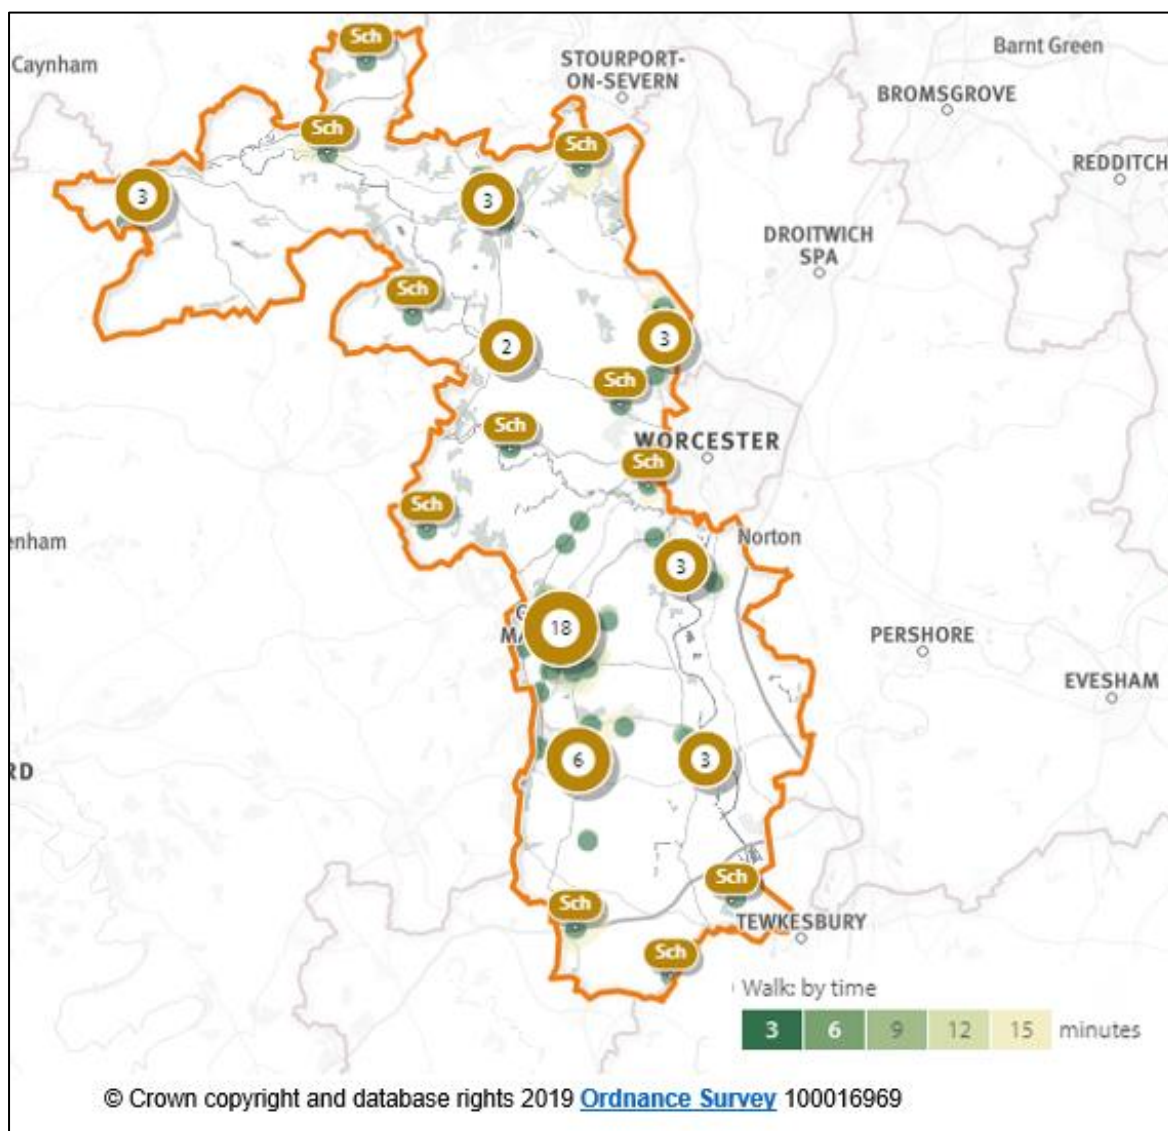 Sch
Caynham
STOURPORT-
ON-SEVERN
Barnt Green
BROMSGROVE
Sch
Sch
REDDITCH
3
3
DROITWICH
SPA
Sch
2
3
Sch
Sch
WORCESTER
Sch
Sch
enham
Norton
3
18
PERSHORE
EVESHAM
6
3
RD
Sch
Sch
TEWKESBURY
Sch
Walk: by time
3 6 9 12 15 minutes
© Crown copyright and database rights 2019 Ordnance Survey 100016969